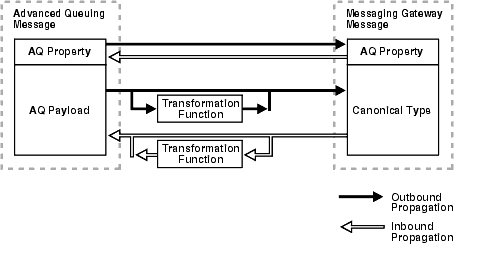 Advanced Queuing
Message
Messaging Gateway
Message
AQ Property
AQ Property
AQ Payload
Transformation
Function
Canonical Type
Transformation
Function
Outbound
Propagation
Inbound
Propagation